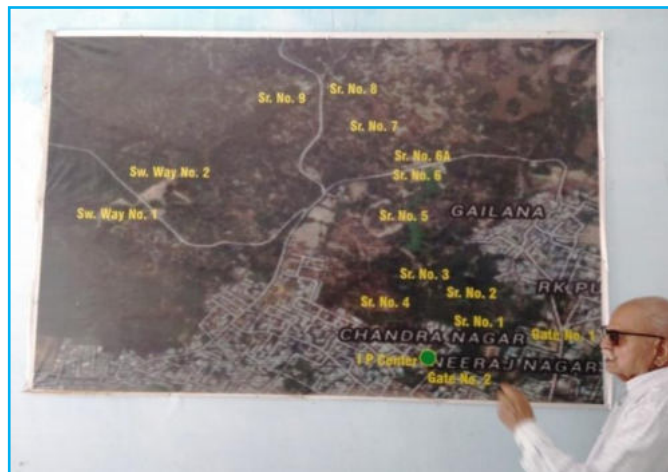 Sr. No. 8
Sr. No. 9
Sr. No. 7
Sr. No. 6A
Sw. Way No. 2
Sr. No. 6
Sw. Way No. 1
Sr. No. 5
GAILANA
Sr. No. 3
RK PU
Sr. No. 2
Sr. No. 4
Sr. No. 1
CHANDRA NAGAR
Gate No. 1
I P Center
NEERAJ NAGAR
Gate No. 2